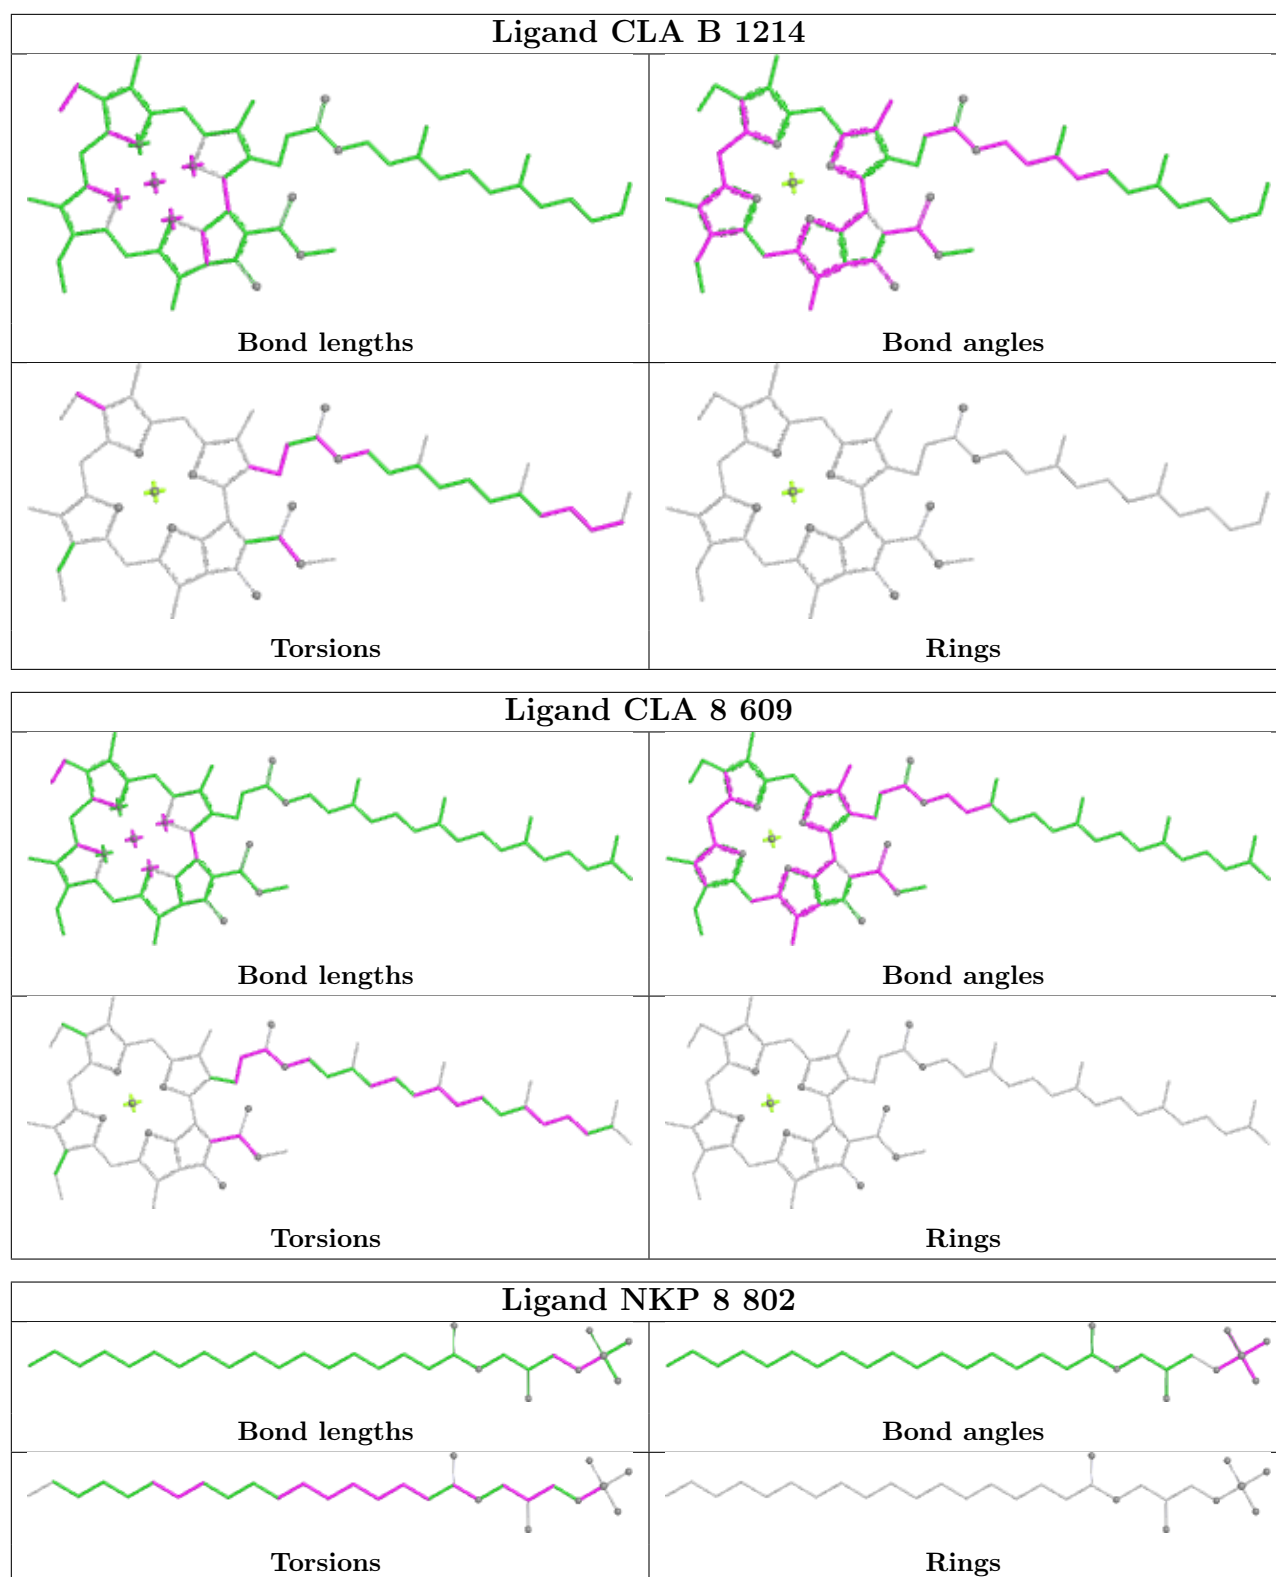 Ligand CLA B 1214
Bond lengths
Bond angles
Torsions
Rings
Ligand CLA 8 609
Bond lengths
Bond angles
Torsions
Rings
Ligand NKP 8 802
Bond lengths
Bond angles
Torsions
Rings